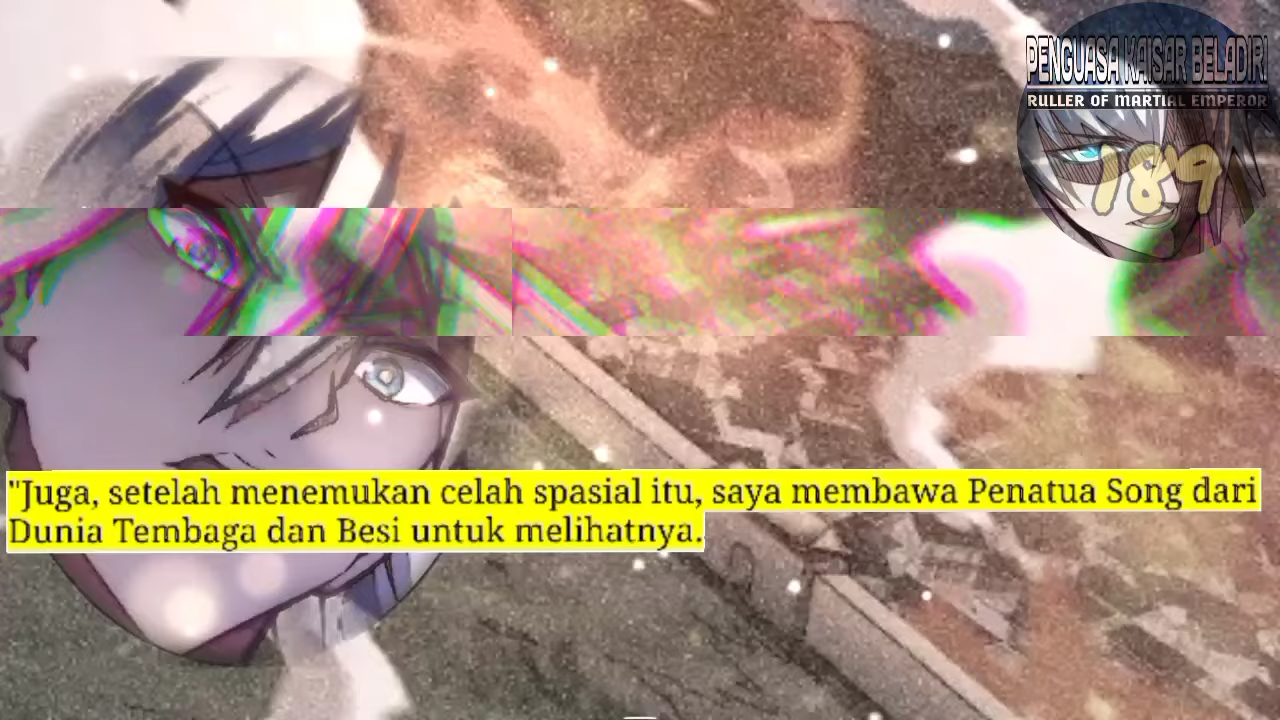 PENGUASA KAISAR BELADIRI
RULLER OF MARTIAL EMPEROR
189
"Juga, setelah menemukan celah spasial itu, saya membawa Penatua Song dari
Dunia Tembaga dan Besi untuk melihatnya.